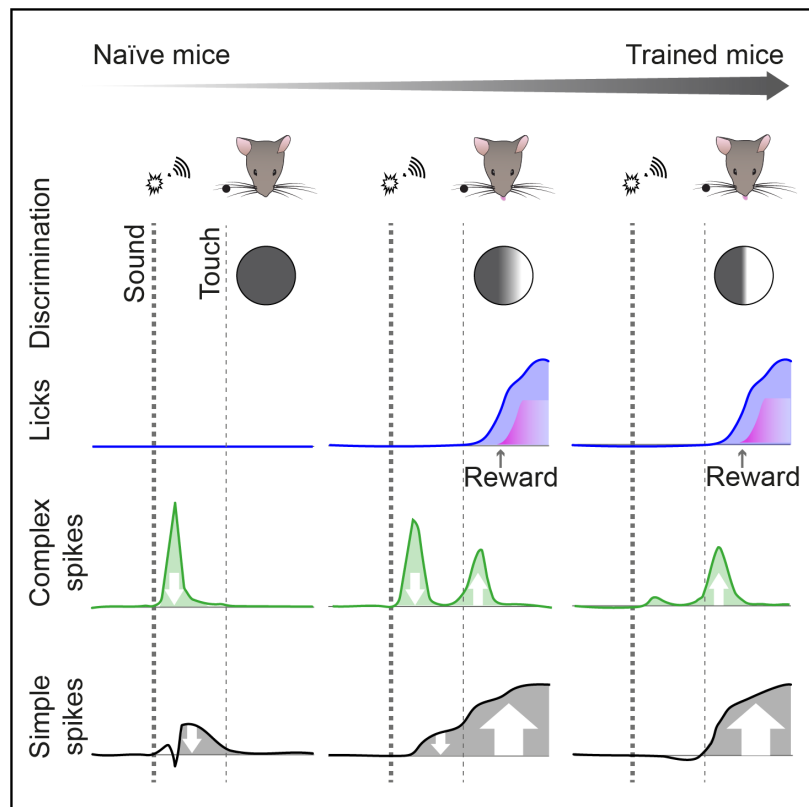 Naïve mice
Trained mice
Discrimination
Sound
Touch
Licks
Reward
Reward
Complex
spikes
Simple
spikes